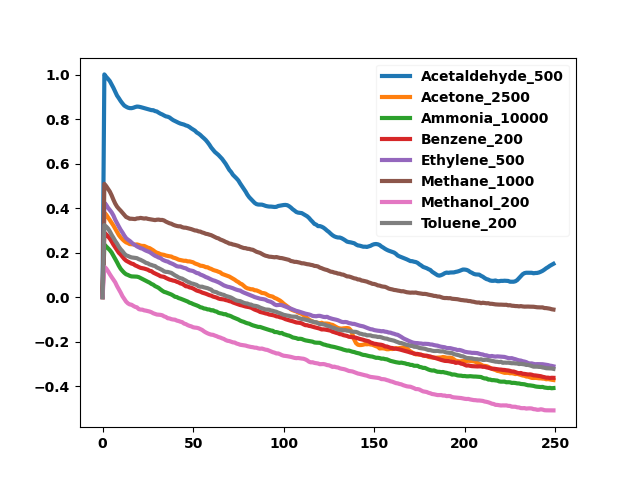 1.0
0.8
0.6
0.4
0.2
0.0
−0.2
−0.4
0 50 100 150 200 250
Acetaldehyde_500
Acetone_2500
Ammonia_10000
Benzene_200
Ethylene_500
Methane_1000
Methanol_200
Toluene_200